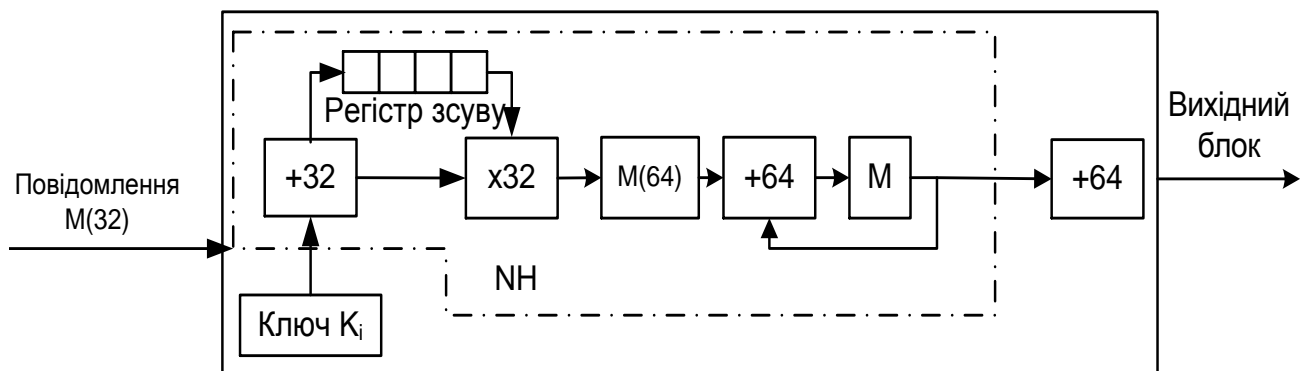 Регістр зсуву
Повідомлення
М(32)
+32
x32
М(64)
+64
М
+64
Вихідний
блок
NH
Ключ Kᵢ